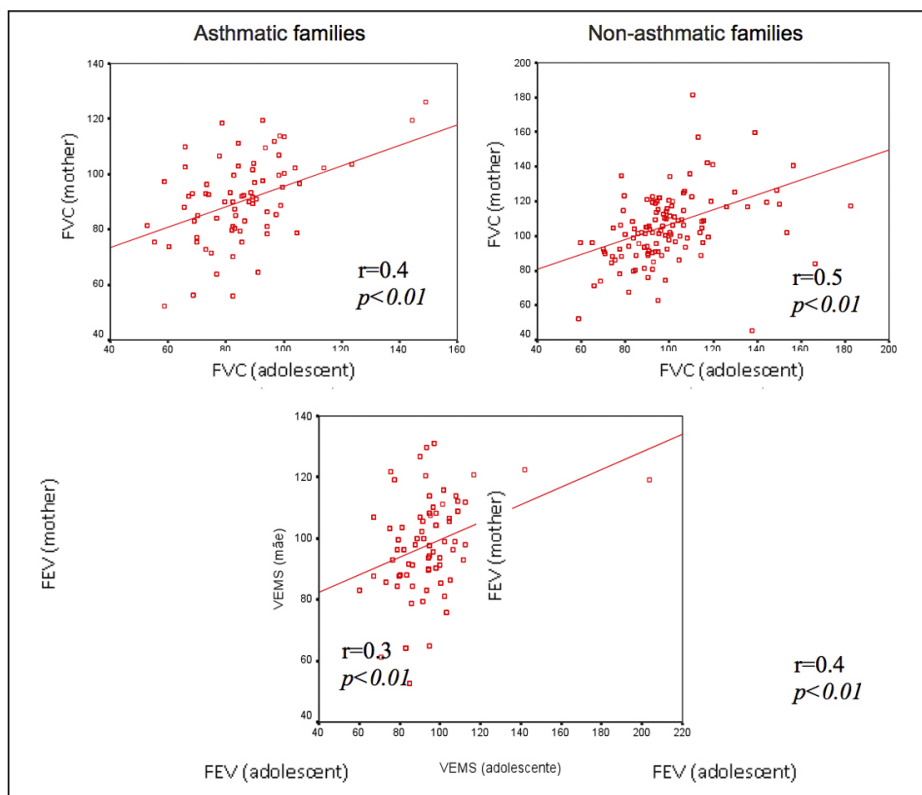 Asthmatic families
Non-asthmatic families
FVC (mother)
160
140
120
100
80
60
40
40
60
80
100
120
140
160
r=0.4
p<0.01
FVC (adolescent)
FVC (mother)
200
180
160
140
120
100
80
60
40
40
60
80
100
120
140
160
180
200
r=0.5
p<0.01
FVC (adolescent)
FEV (mother)
VEMS (mãe)
140
120
100
80
60
40
40
60
80
100
120
140
160
180
200
220
FEV (mother)
r=0.3
p<0.01
r=0.4
p<0.01
FEV (adolescent)
VEMS (adolescente)
FEV (adolescent)